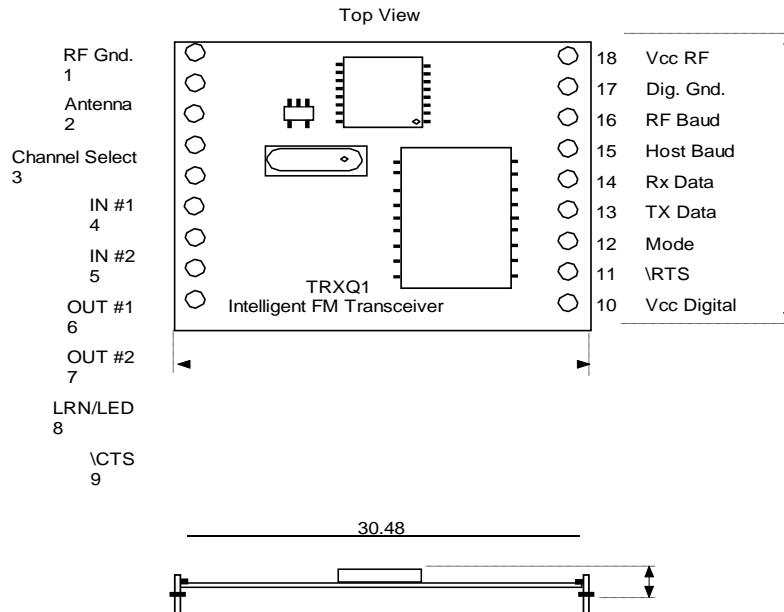 Top View
RF Gnd.
1
Antenna
2
Channel Select
3
IN #1
4
IN #2
5
OUT #1
6
OUT #2
7
LRN/LED
8
\CTS
9
18 Vcc RF
17 Dig. Gnd.
16 RF Baud
15 Host Baud
14 Rx Data
13 TX Data
12 Mode
11 \RTS
10 Vcc Digital
TRXQ1
Intelligent FM Transceiver
30.48